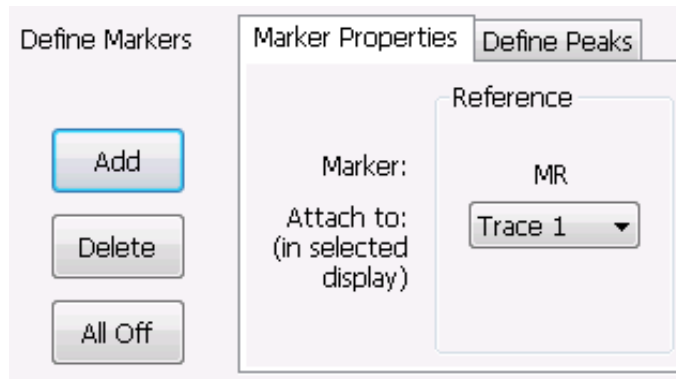 Define Markers
Marker Properties
Define Peaks
Reference
Add
Marker:
MR
Delete
Attach to:
(in selected
display)
Trace 1
All Off